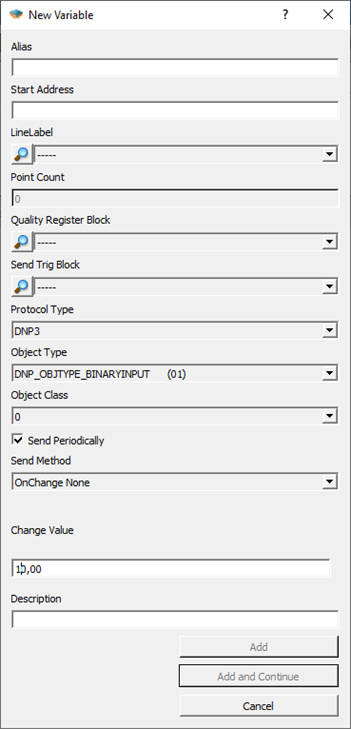 New Variable
Alias
Start Address
LineLabel
-----
Point Count
0
Quality Register Block
-----
Send Trig Block
-----
Protocol Type
DNP3
Object Type
DNP_OBJTYPE_BINARYINPUT (01)
Object Class
0
Send Periodically
Send Method
OnChange None
Change Value
10,00
Description
Add
Add and Continue
Cancel